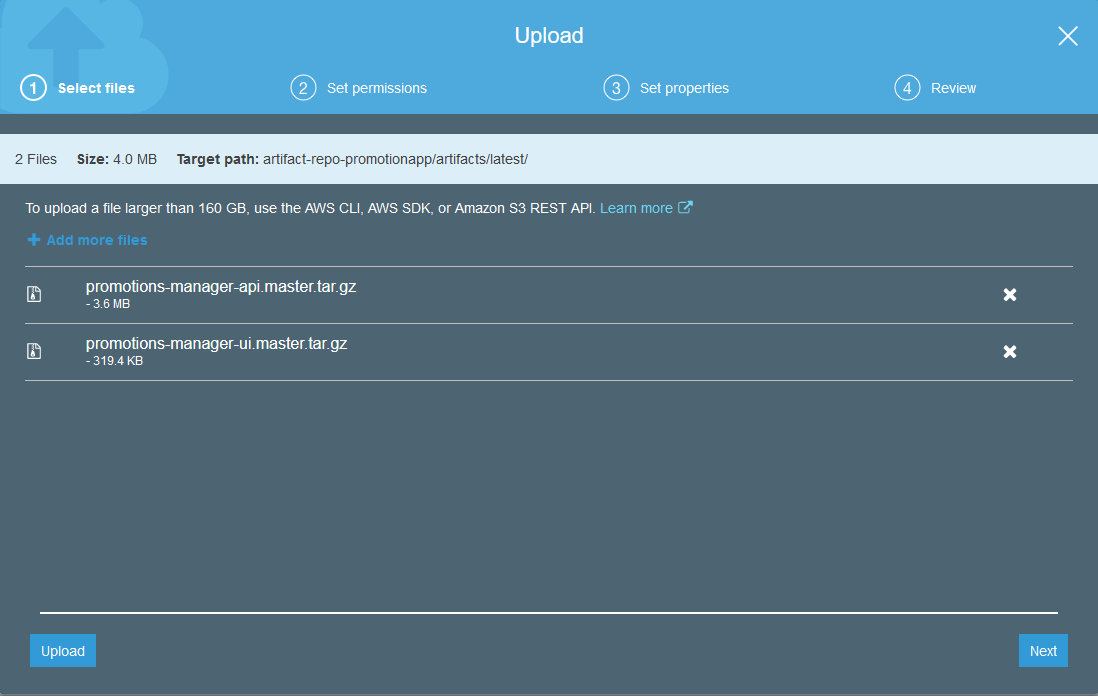 Upload
1 Select files
2 Set permissions
3 Set properties
4 Review
2 Files Size: 4.0 MB Target path: artifact-repo-promotionapp/artifacts/latest/
To upload a file larger than 160 GB, use the AWS CLI, AWS SDK, or Amazon S3 REST API. Learn more
Add more files
promotions-manager-api.master.tar.gz
- 3.6 MB
promotions-manager-ui.master.tar.gz
- 319.4 KB
Upload
Next